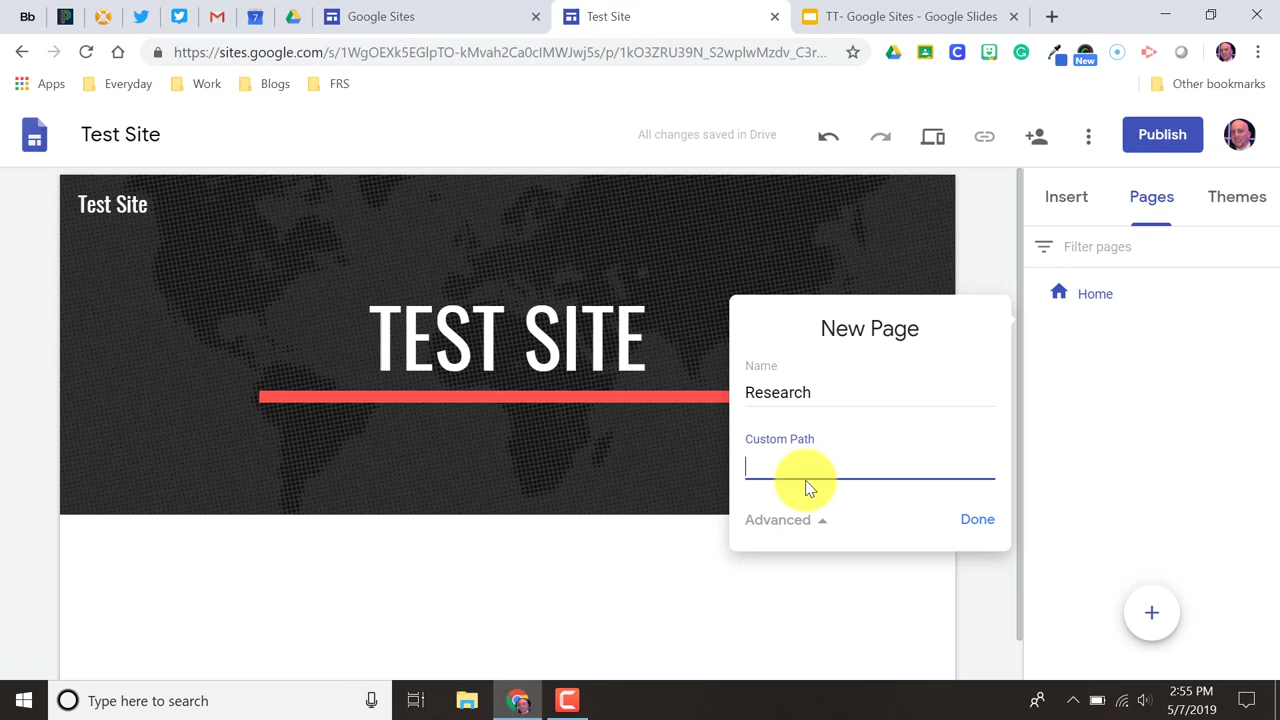 Bb
7
Google Sites
Test Site
TT- Google Sites - Google Slides
https://sites.google.com/s/1WgOEXk5EGlpTO-kMvah2Ca0cIMWJwj5s/p/1kO3ZRU39N_S2wplwMzdv_C3r...
New
Apps
Everyday
Work
Blogs
FRS
Other bookmarks
Test Site
All changes saved in Drive
Publish
Test Site
Insert
Pages
Themes
Filter pages
Home
TEST SITE
New Page
Name
Research
Custom Path
Advanced
Done
Type here to search
2:55 PM
5/7/2019